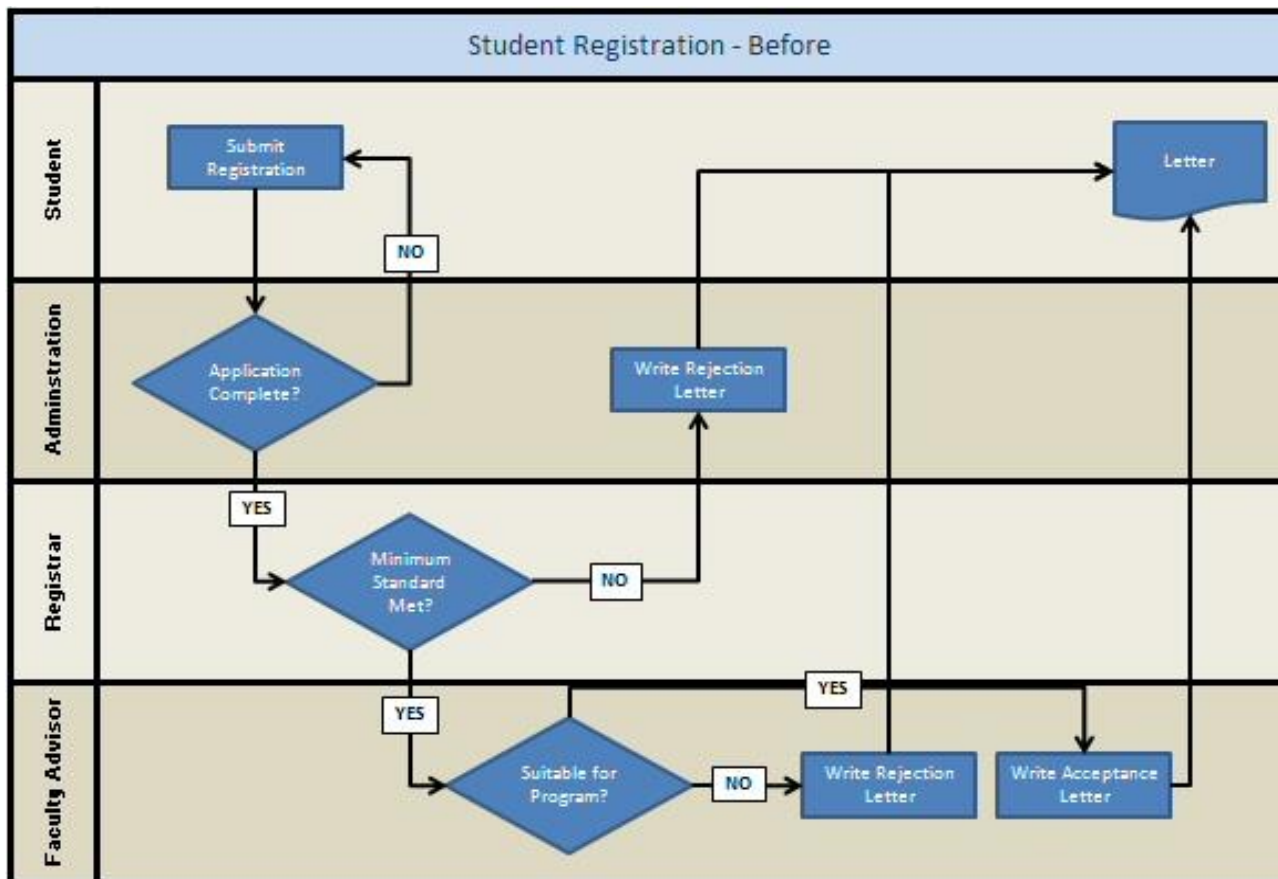 Student Registration - Before
Student
Submit
Registration
NO
Letter
Adminstration
Application
Complete?
Write Rejection
Letter
YES
Registrar
Minimum
Standard
Met?
NO
YES
Faculty Advisor
Suitable for
Program?
YES
NO
Write Rejection
Letter
Write Acceptance
Letter